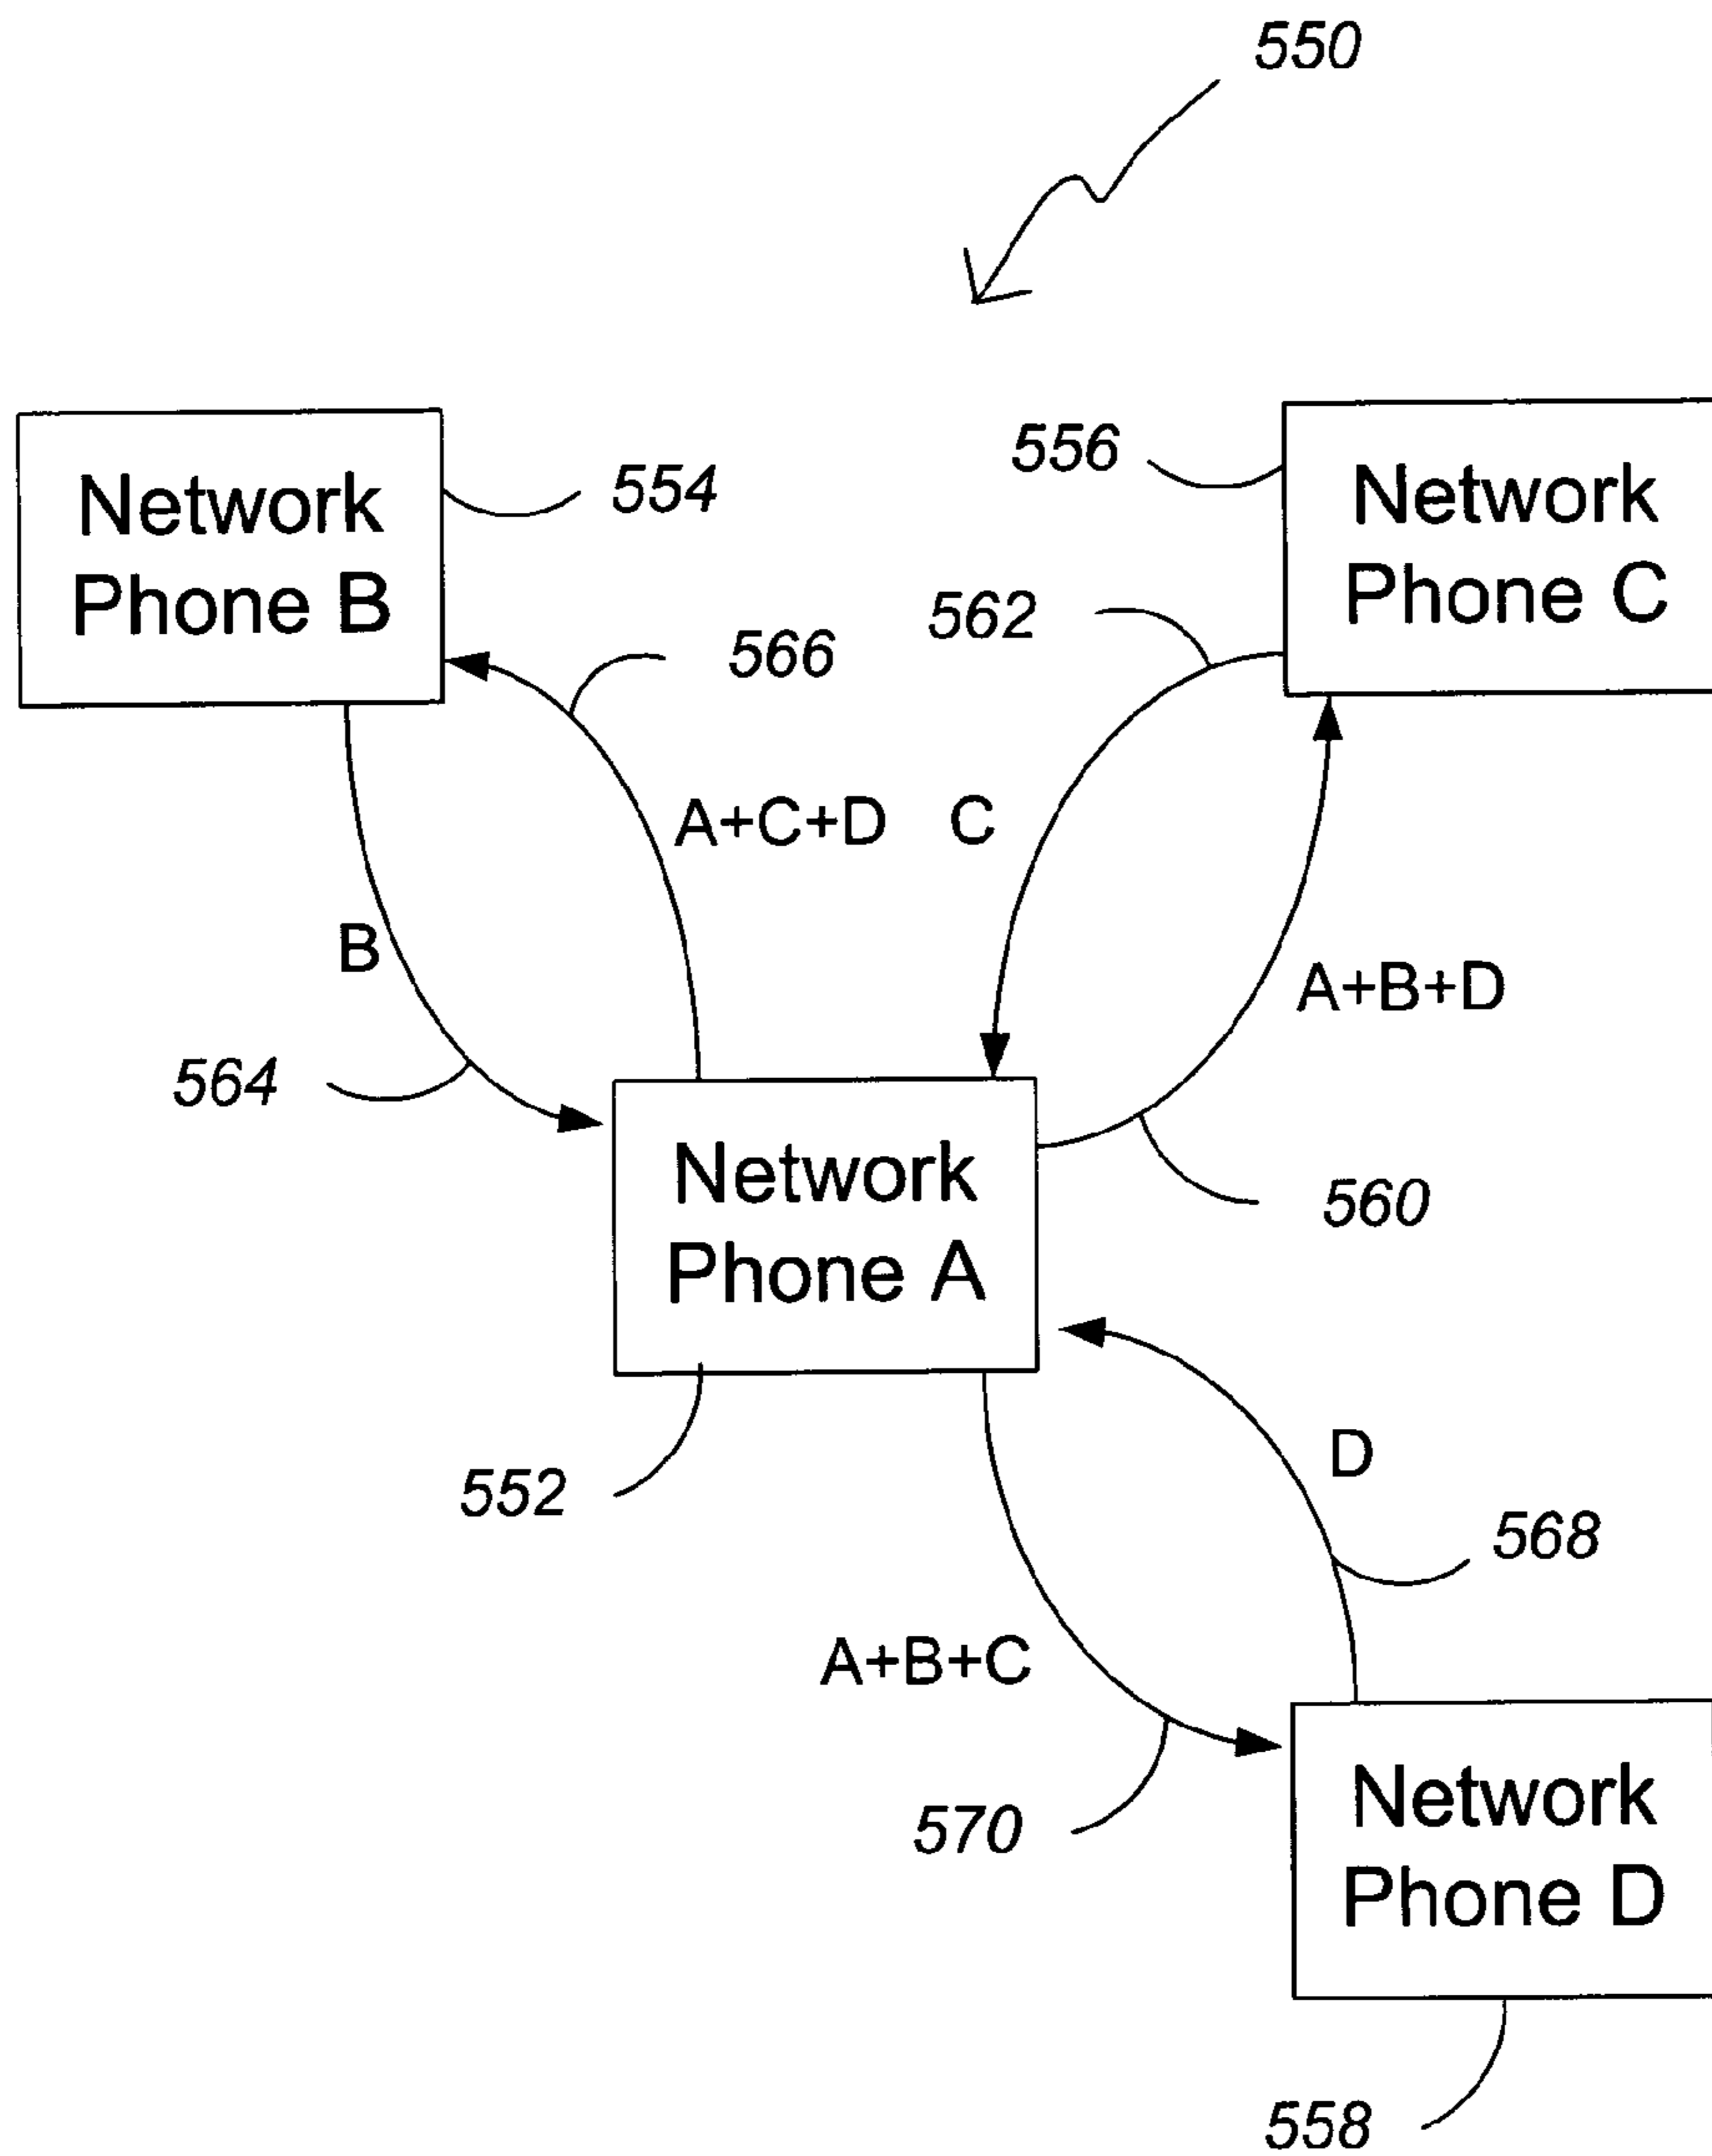 550
Network
Phone B
554
556
Network
Phone C
562
566
A+C+D
C
B
A+B+D
564
Network
Phone A
560
552
D
568
A+B+C
570
Network
Phone D
558